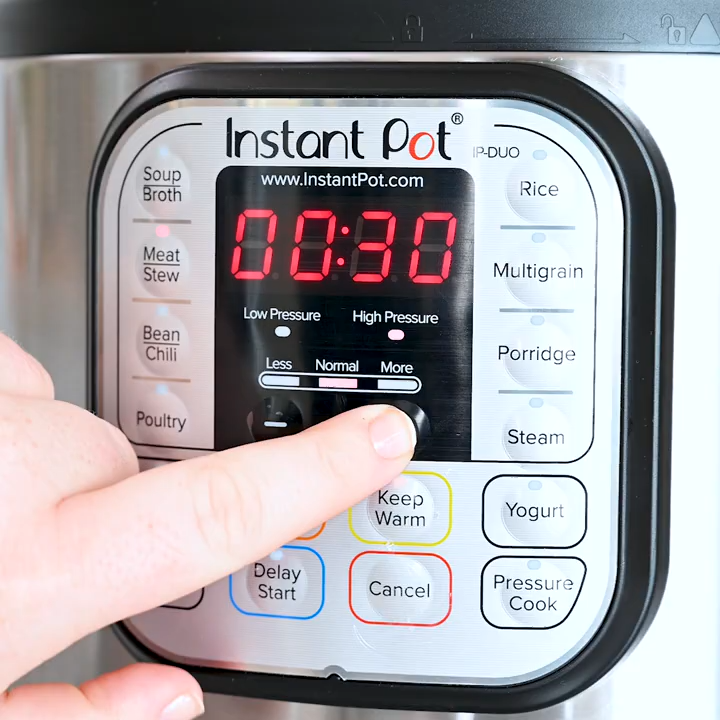 Instant Pot®
IP-DUO
www.InstantPot.com
00:30
Low Pressure
High Pressure
Less
Normal
More
Soup
Broth
Meat
Stew
Bean
Chili
Poultry
Rice
Multigrain
Porridge
Steam
Keep
Warm
Yogurt
Delay
Start
Cancel
Pressure
Cook